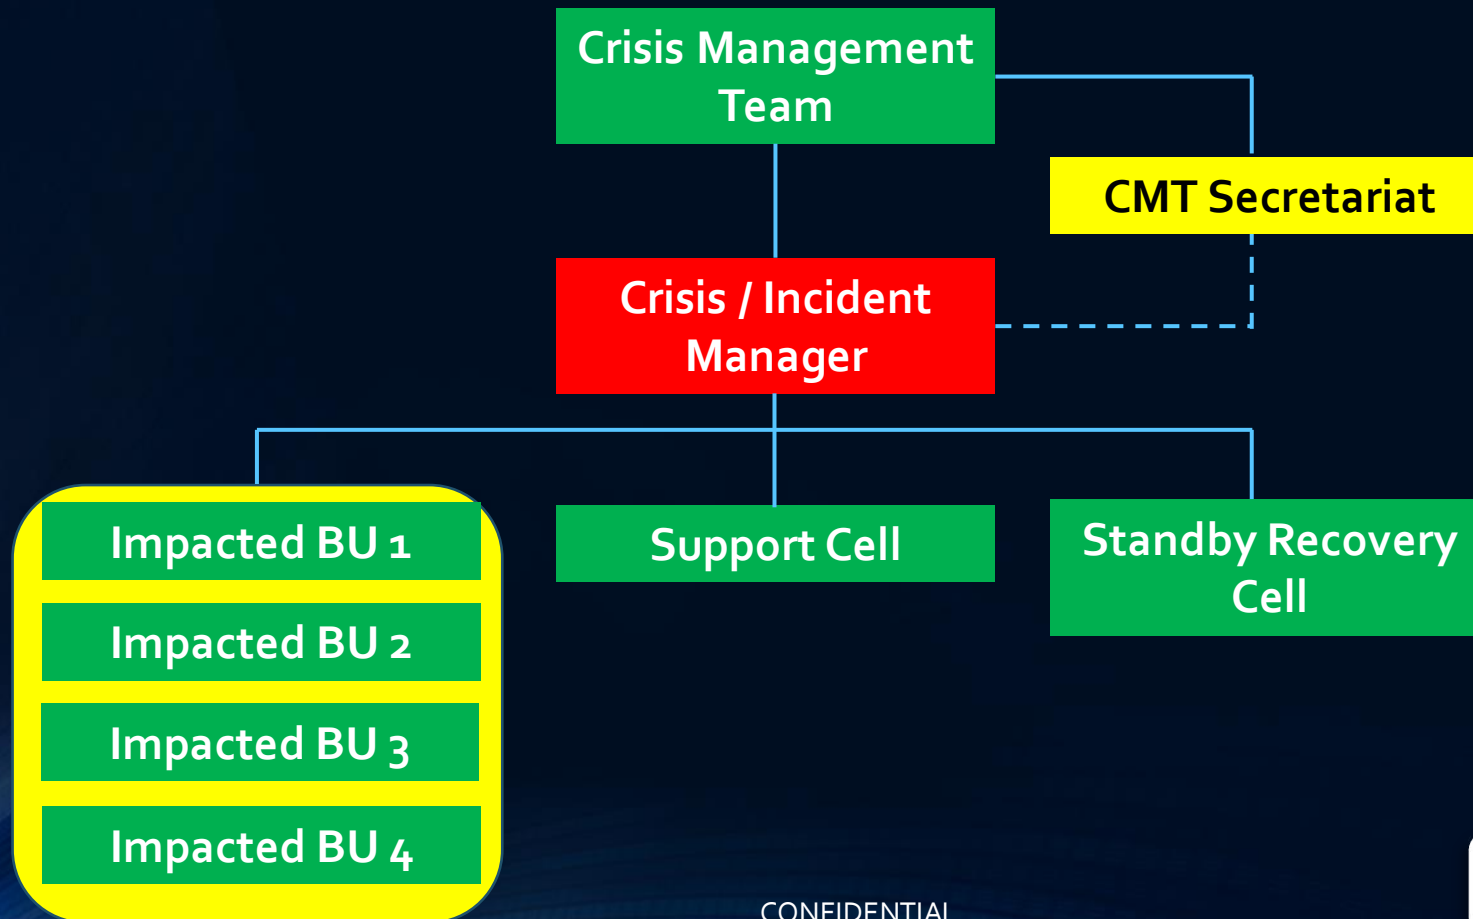 Crisis Management
Team
CMT Secretariat
Crisis / Incident
Manager
Impacted BU 1
Impacted BU 2
Impacted BU 3
Impacted BU 4
Support Cell
Standby Recovery
Cell
CONFIDENTIAL